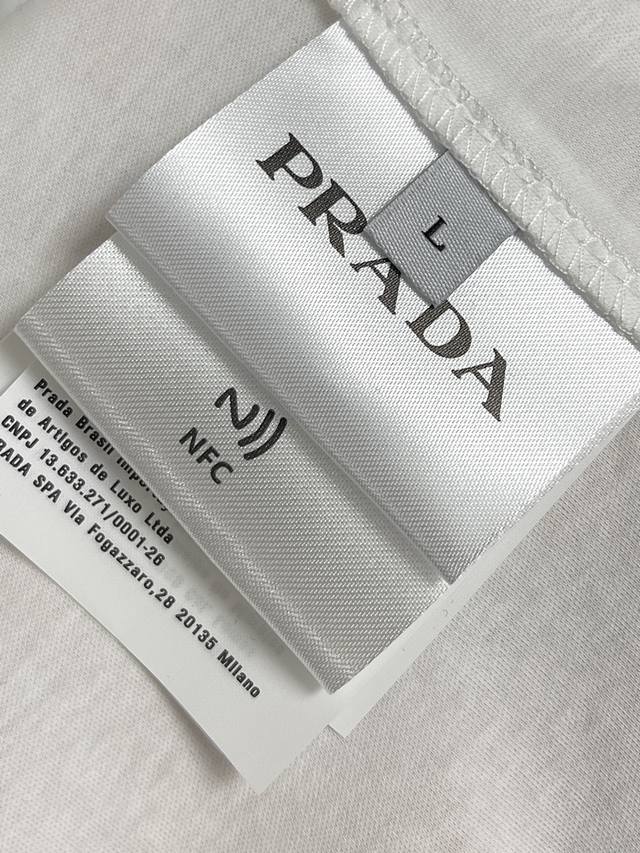 PRADA
L
NFC
Prada Brasil
de Artigos de Luxo Ltda
CNPJ 13.633.271/0001-26
RADA SPA Via Fogazzaro,28 20135 Milano